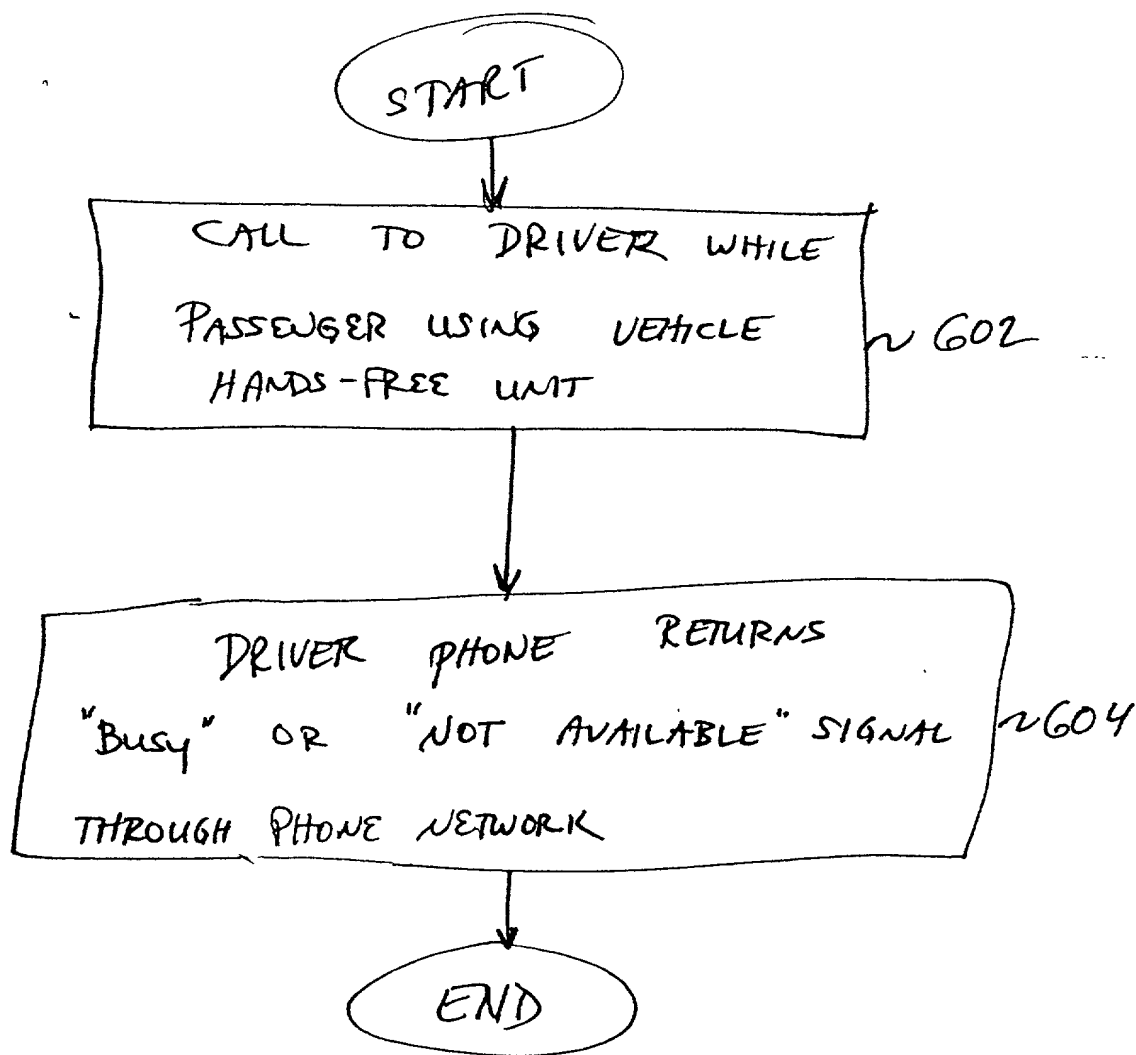 START
CALL TO DRIVER WHILE
PASSENGER USING VEHICLE
HANDS-FREE UNIT
~ 602
DRIVER PHONE RETURNS
"BUSY" OR "NOT AVAILABLE" SIGNAL
~604
THROUGH PHONE NETWORK
END